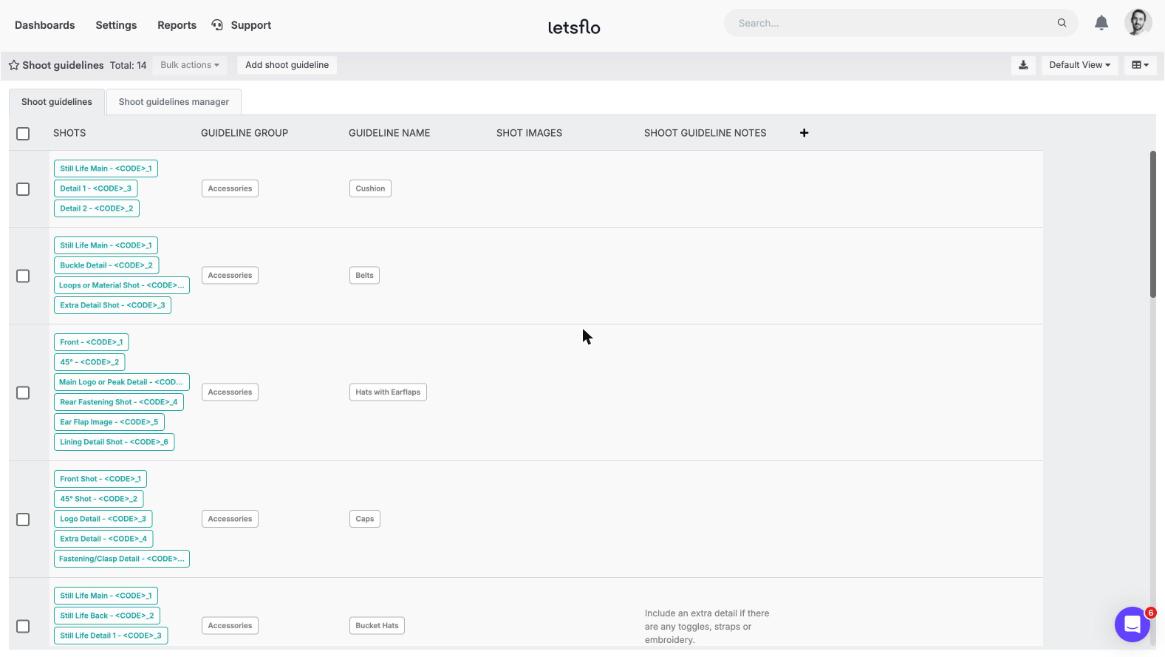 Dashboards Settings Reports Support letsflo Search...
Shoot guidelines Total: 14 Bulk actions Add shoot guideline Default View
Shoot guidelines Shoot guidelines manager
SHOTS GUIDELINE GROUP GUIDELINE NAME SHOT IMAGES SHOOT GUIDELINE NOTES +
Still Life Main - <CODE>_1
Detail 1 - <CODE>_3 Accessories Cushion
Detail 2 - <CODE>_2
Still Life Main - <CODE>_1
Buckle Detail - <CODE>_2
Accessories Belts
Loops or Material Shot - <CODE>...
Extra Detail Shot - <CODE>_3
Front - <CODE>_1
45° - <CODE>_2
Main Logo or Peak Detail - <COD...
Accessories Hats with Earflaps
Rear Fastening Shot - <CODE>_4
Ear Flap Image - <CODE>_5
Lining Detail Shot - <CODE>_6
Front Shot - <CODE>_1
45° Shot - <CODE>_2
Logo Detail - <CODE>_3 Accessories Caps
Extra Detail - <CODE>_4
Fastening/Clasp Detail - <CODE>...
Still Life Main - <CODE>_1
Still Life Back - <CODE>_2
Still Life Detail 1 - <CODE>_3
Accessories Bucket Hats
Include an extra detail if there
are any toggles, straps or
embroidery.
6